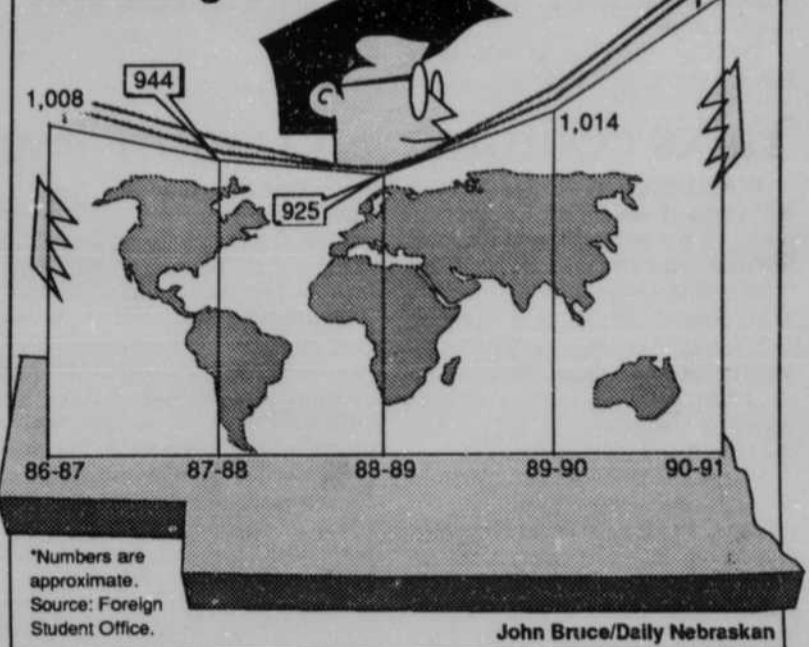 1,008
944
1,014
925
86-87 87-88 88-89 89-90 90-91
*Numbers are
approximate.
Source: Foreign
Student Office.
John Bruce/Daily Nebraskan